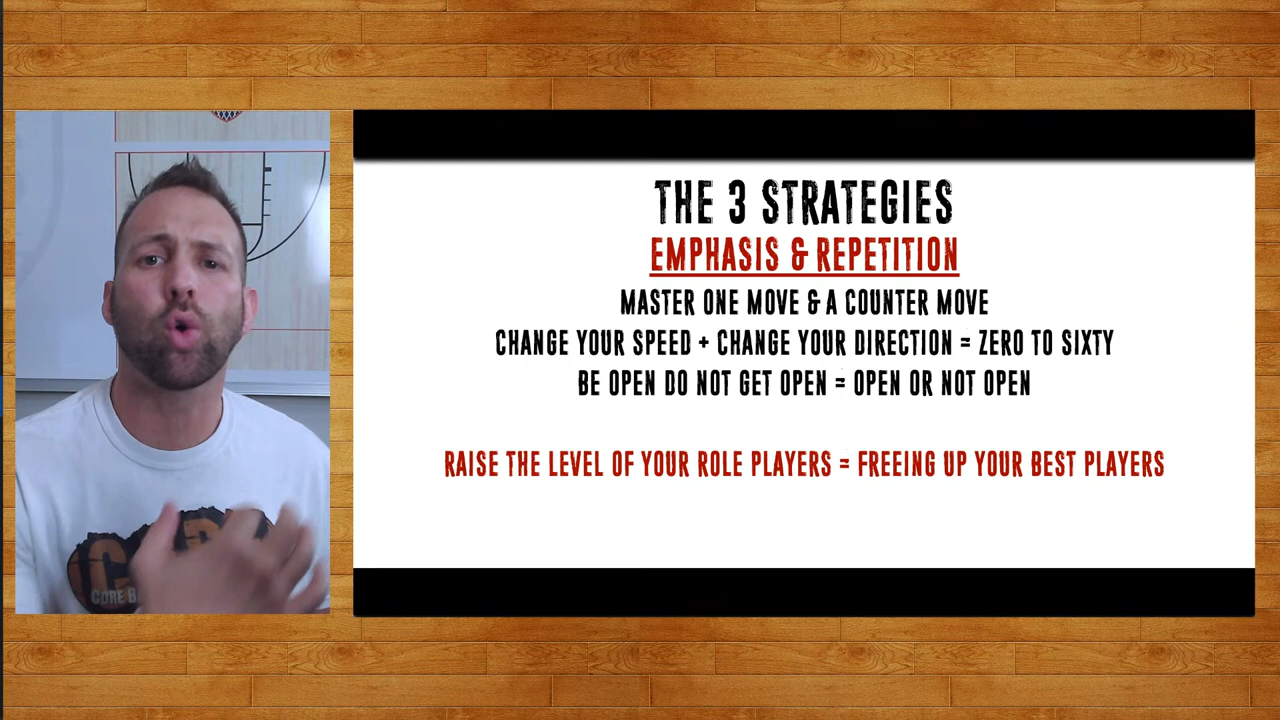 THE 3 STRATEGIES
EMPHASIS & REPETITION
MASTER ONE MOVE & A COUNTER MOVE
CHANGE YOUR SPEED + CHANGE YOUR DIRECTION = ZERO TO SIXTY
BE OPEN DO NOT GET OPEN = OPEN OR NOT OPEN
RAISE THE LEVEL OF YOUR ROLE PLAYERS = FREEING UP YOUR BEST PLAYERS
CORE